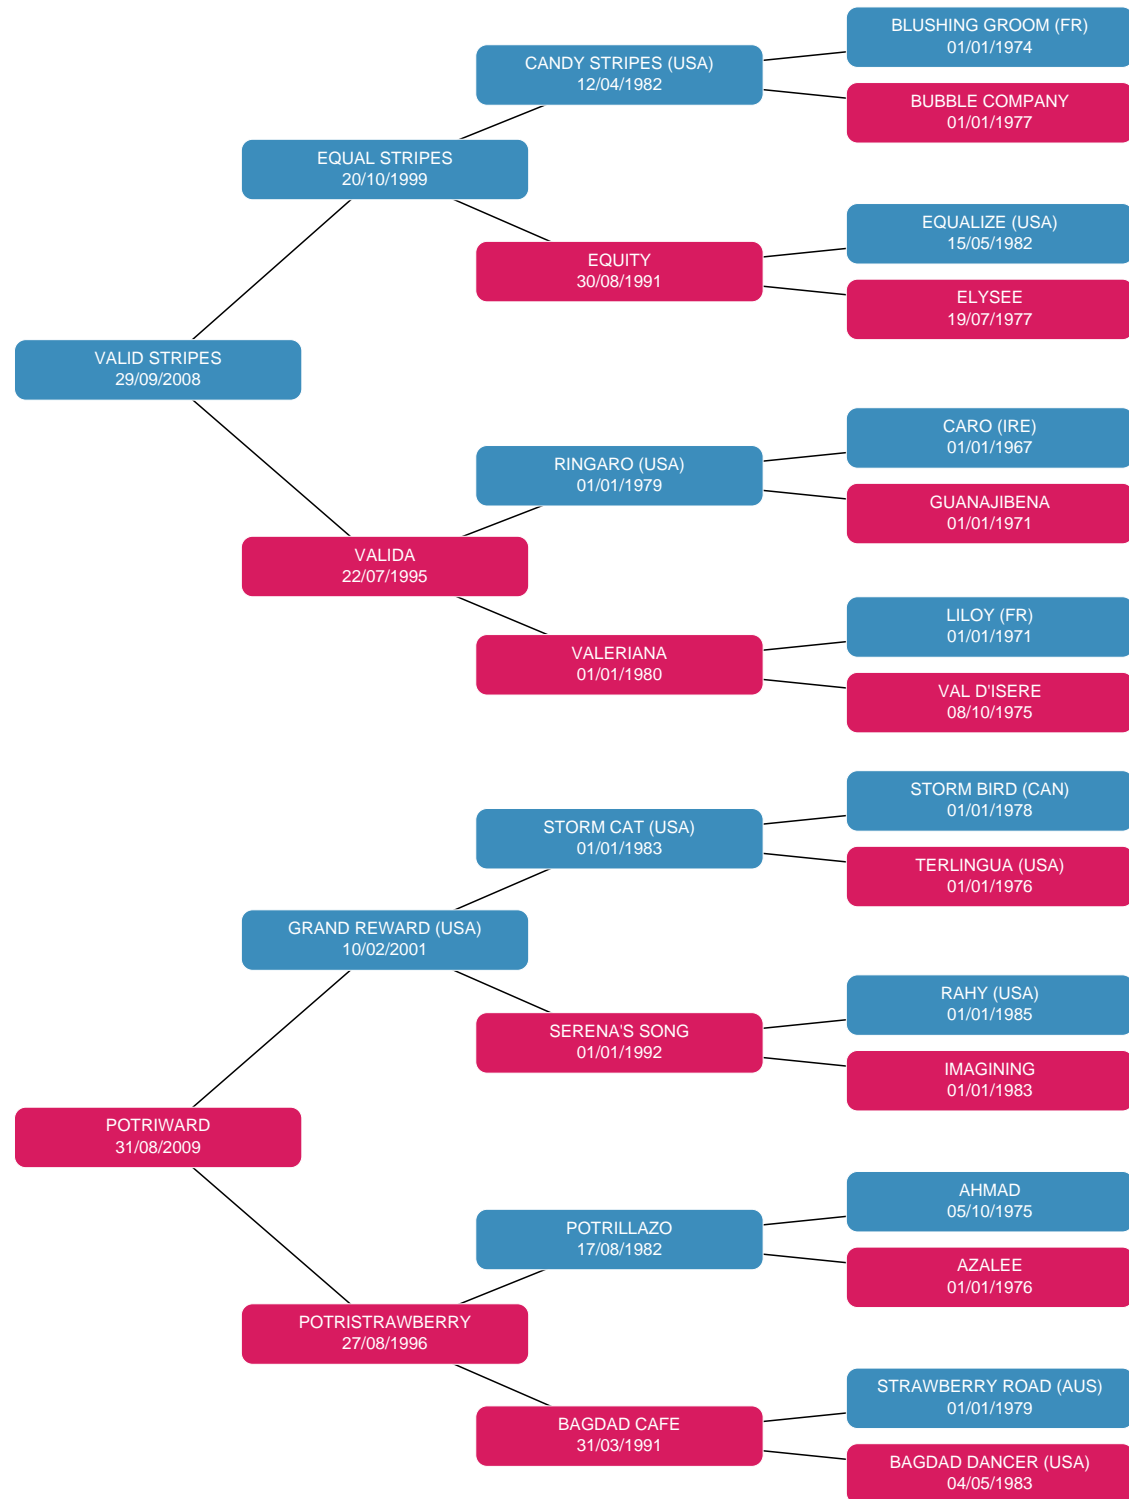 BLUSHING GROOM (FR)
01/01/1974
CANDY STRIPES (USA)
12/04/1982
BUBBLE COMPANY
01/01/1977
EQUAL STRIPES
20/10/1999
EQUALIZE (USA)
15/05/1982
EQUITY
30/08/1991
ELYSEE
19/07/1977
VALID STRIPES
29/09/2008
CARO (IRE)
01/01/1967
RINGARO (USA)
01/01/1979
GUANAJIBENA
01/01/1971
VALIDA
22/07/1995
LILOY (FR)
01/01/1971
VALERIANA
01/01/1980
VAL D'ISERE
08/10/1975
STORM BIRD (CAN)
01/01/1978
STORM CAT (USA)
01/01/1983
TERLINGUA (USA)
01/01/1976
GRAND REWARD (USA)
10/02/2001
RAHY (USA)
01/01/1985
SERENA'S SONG
01/01/1992
IMAGINING
01/01/1983
POTRIWARD
31/08/2009
AHMAD
05/10/1975
POTRILLAZO
17/08/1982
AZALEE
01/01/1976
POTRISTRAWBERRY
27/08/1996
STRAWBERRY ROAD (AUS)
01/01/1979
BAGDAD CAFE
31/03/1991
BAGDAD DANCER (USA)
04/05/1983